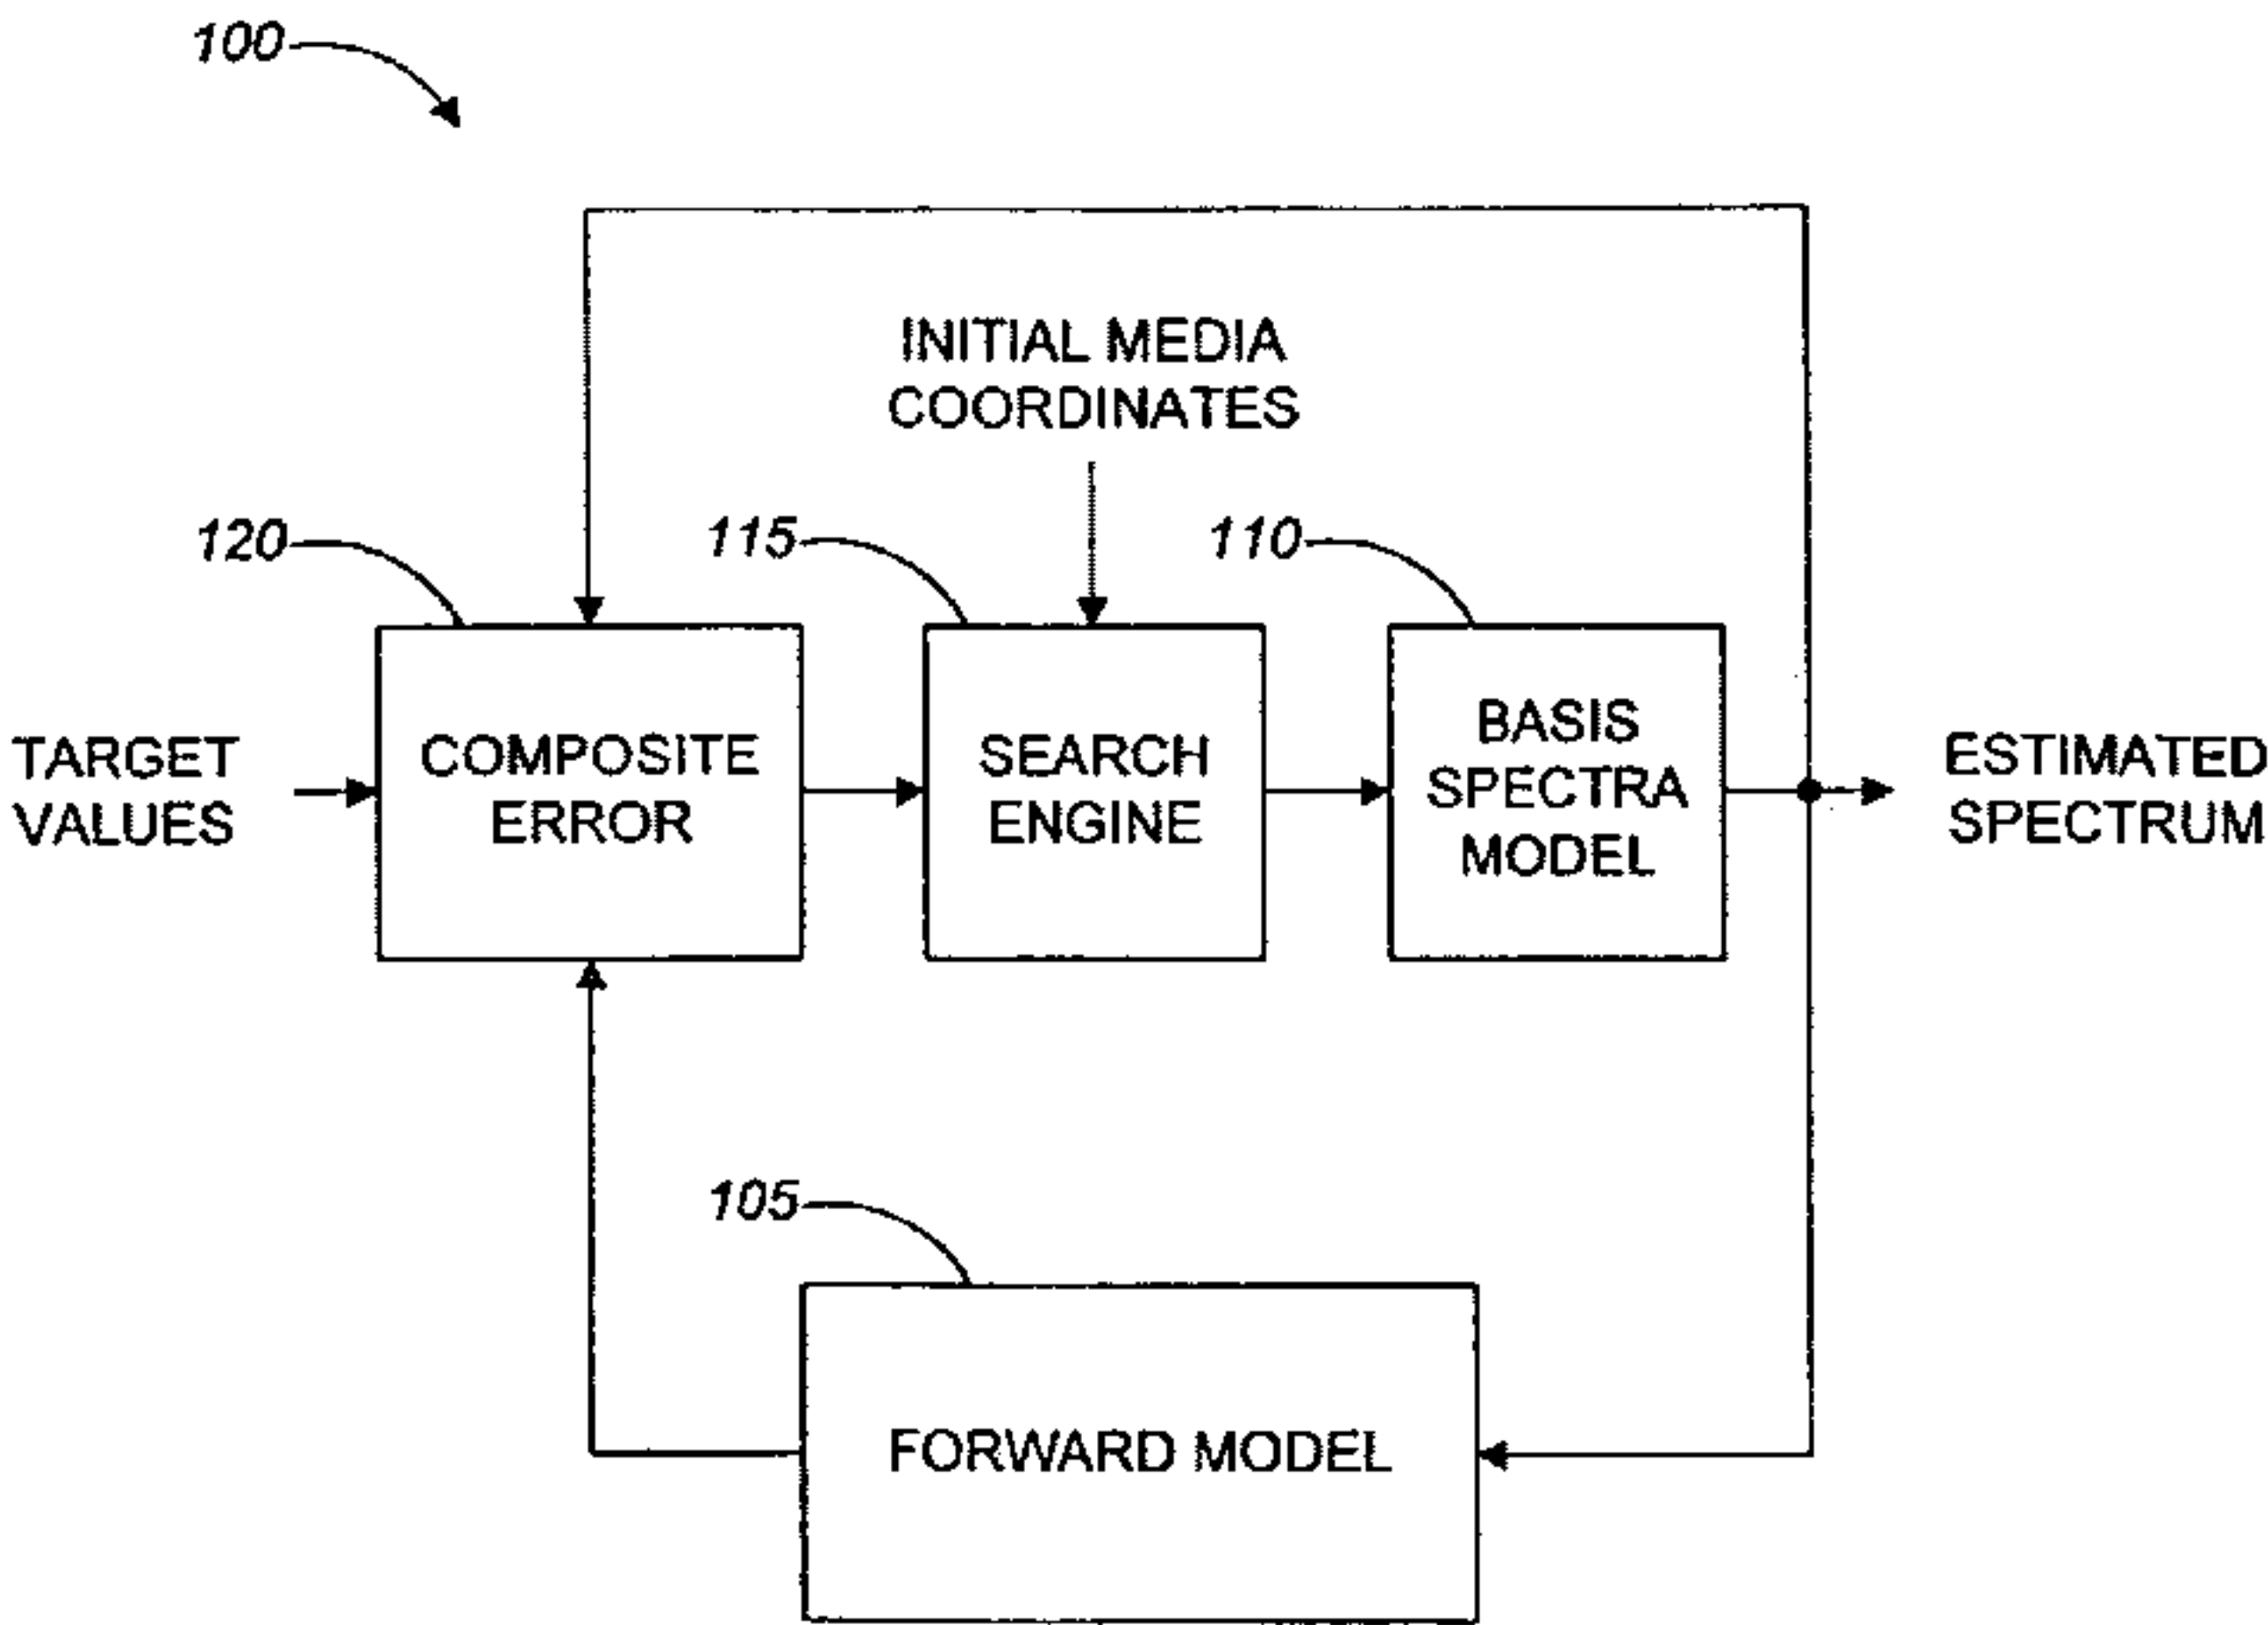 100
INITIAL MEDIA
COORDINATES
120
115
110
TARGET
VALUES
COMPOSITE
ERROR
SEARCH
ENGINE
BASIS
SPECTRA
MODEL
ESTIMATED
SPECTRUM
105
FORWARD MODEL